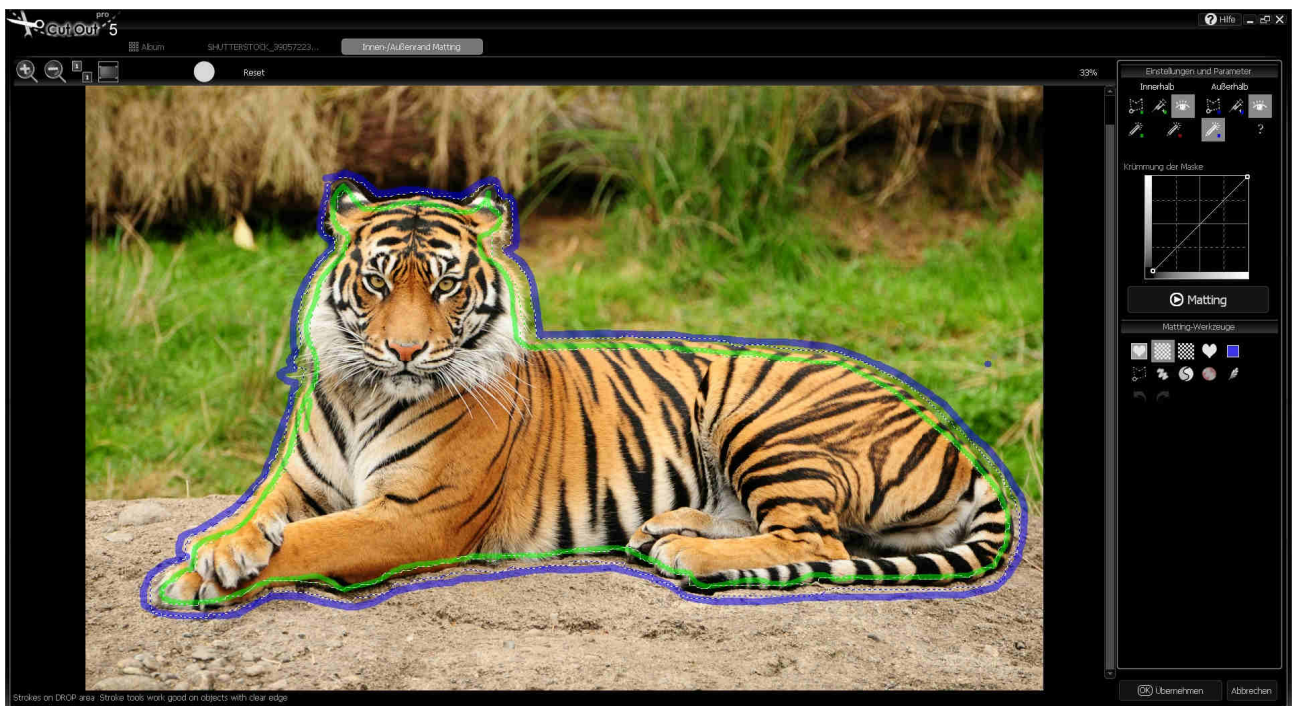 pro
Cut Out 5
Hilfe
Album SHUTTERSTOCK_39057223... Innen-/Außenrand Matting
1 1 Reset 33%
Einstellungen und Parameter
Innerhalb Außerhalb
?
Krümmung der Maske
Matting
Matting-Werkzeuge
Strokes on DROP area Stroke tools work good on objects with clear edge
OK Übernehmen Abbrechen